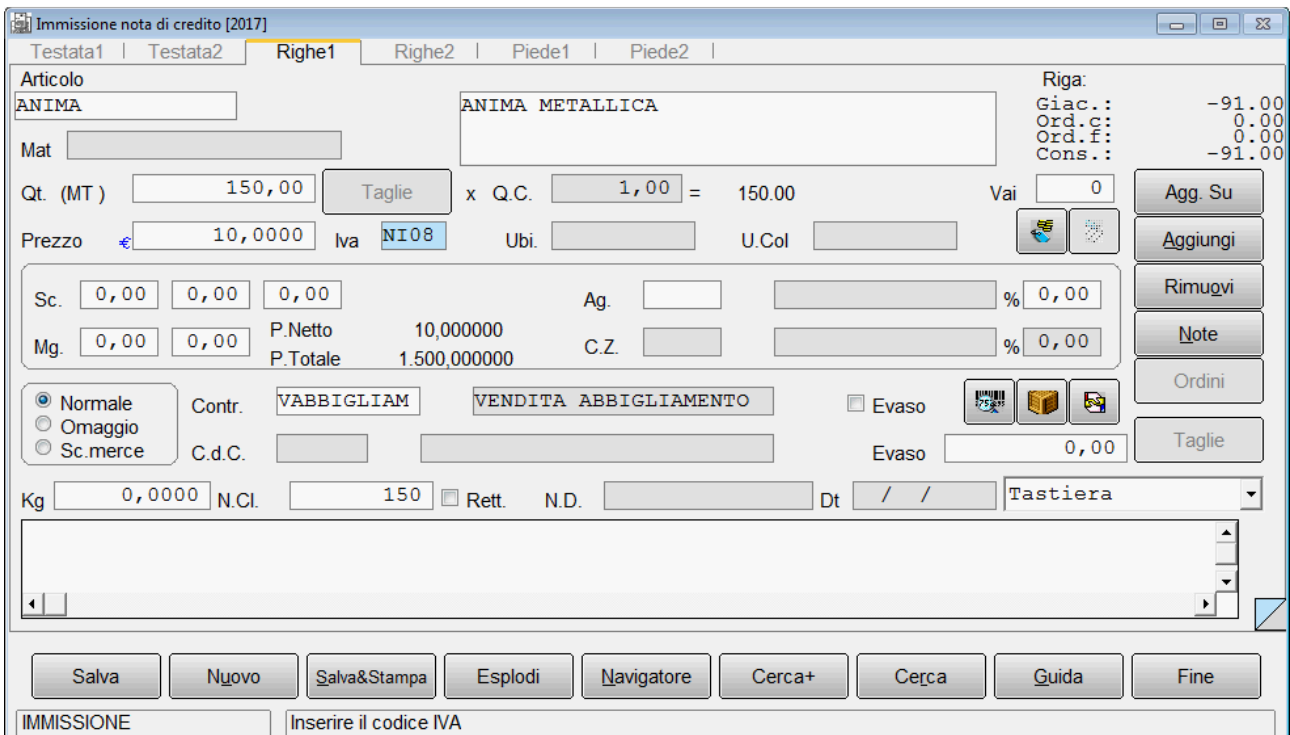 Immissione nota di credito [2017]
Testata1 | Testata2 Righe1 Righe2 | Piede1 | Piede2 |
Articolo Riga:
ANIMA ANIMA METALLICA Giac.: -91.00
Ord.c: 0.00
Ord.f: 0.00
Mat Cons.: -91.00
Qt. (MT ) 150,00 Taglie x Q.C. 1,00 = 150.00 Vai 0 Agg. Su
Prezzo € 10,0000 Iva NI08 Ubi. U.Col Aggiungi
Sc. 0,00 0,00 0,00 Ag. % 0,00 Rimuovi
Mg. 0,00 0,00 P.Netto 10,000000 C.Z. % 0,00 Note
P.Totale 1.500,000000
Normale Contr. VABBIGLIAM VENDITA ABBIGLIAMENTO Evaso Ordini
Omaggio
Sc.merce C.d.C. Evaso 0,00 Taglie
Kg 0,0000 N.Cl. 150 Rett. N.D. Dt / / Tastiera
Salva Nuovo Salva&Stampa Esplodi Navigatore Cerca+ Cerca Guida Fine
IMMISSIONE Inserire il codice IVA